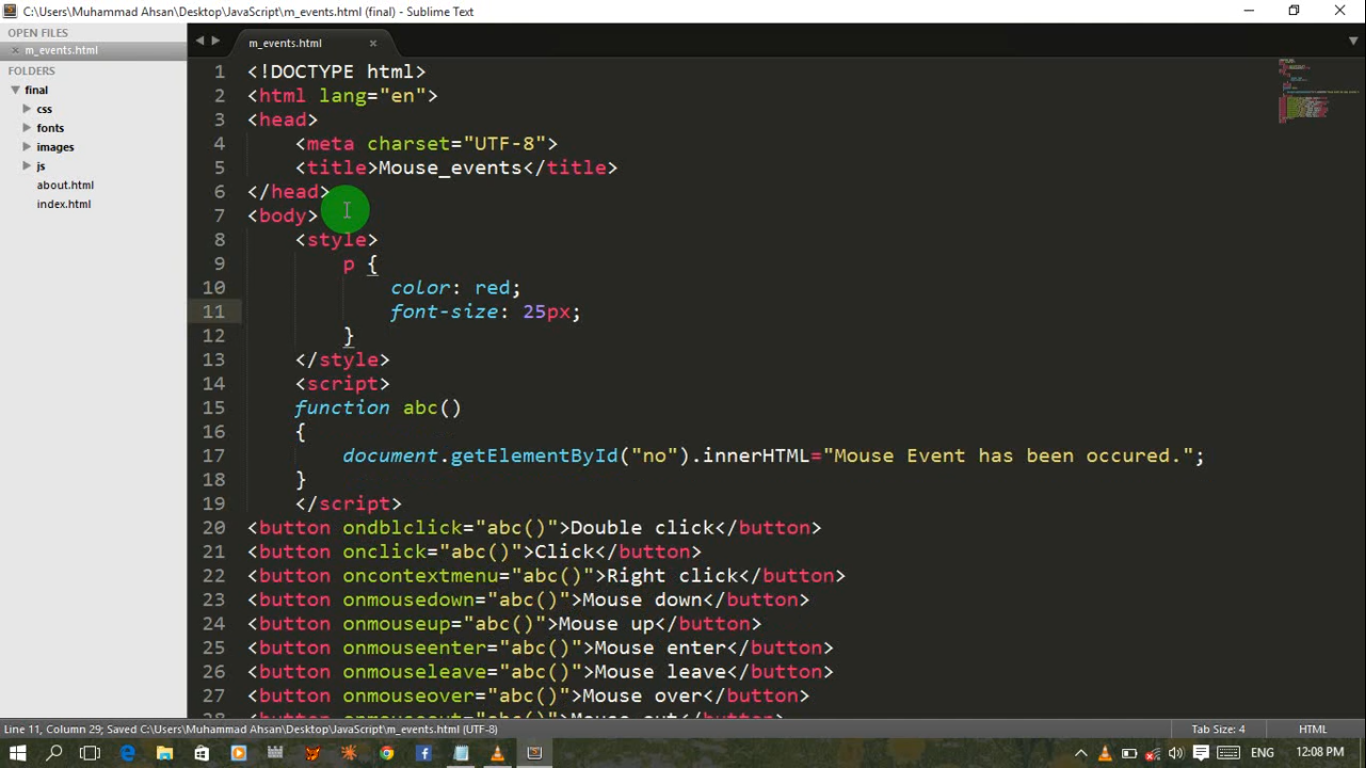 C:\Users\Muhammad Ahsan\Desktop\JavaScript\m_events.html (final) - Sublime Text
OPEN FILES
m_events.html
FOLDERS
final
css
fonts
images
js
about.html
index.html
m_events.html
1 <!DOCTYPE html>
2 <html lang="en">
3 <head>
4 <meta charset="UTF-8">
5 <title>Mouse_events</title>
6 </head>
7 <body>
8 <style>
9 p {
10 color: red;
11 font-size: 25px;
12 }
13 </style>
14 <script>
15 function abc()
16 {
17 document.getElementById("no").innerHTML="Mouse Event has been occured.";
18 }
19 </script>
20 <button ondblclick="abc()">Double click</button>
21 <button onclick="abc()">Click</button>
22 <button oncontextmenu="abc()">Right click</button>
23 <button onmousedown="abc()">Mouse down</button>
24 <button onmouseup="abc()">Mouse up</button>
25 <button onmouseenter="abc()">Mouse enter</button>
26 <button onmouseleave="abc()">Mouse leave</button>
27 <button onmouseover="abc()">Mouse over</button>
28 <button onmouseout="abc()">Mouse out</button>
Line 11, Column 29; Saved C:\Users\Muhammad Ahsan\Desktop\JavaScript\m_events.html (UTF-8)
Tab Size: 4
HTML
ENG
12:08 PM